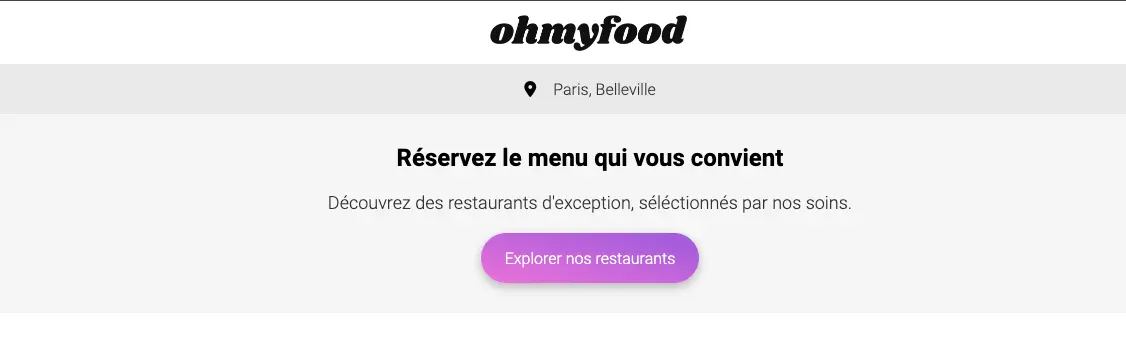 ohmyfood
Paris, Belleville
Réservez le menu qui vous convient
Découvrez des restaurants d'exception, séléctionnés par nos soins.
Explorer nos restaurants